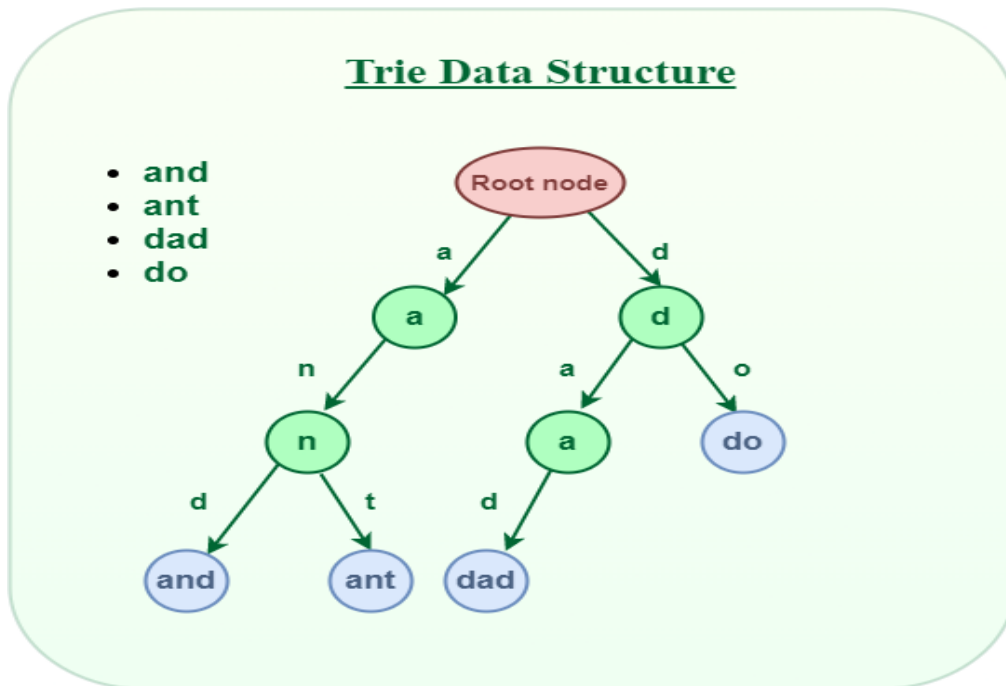 Trie Data Structure
• and
• ant
• dad
• do
Root node
a
d
a
d
n
a
o
n
a
do
d
t
d
and
ant
dad